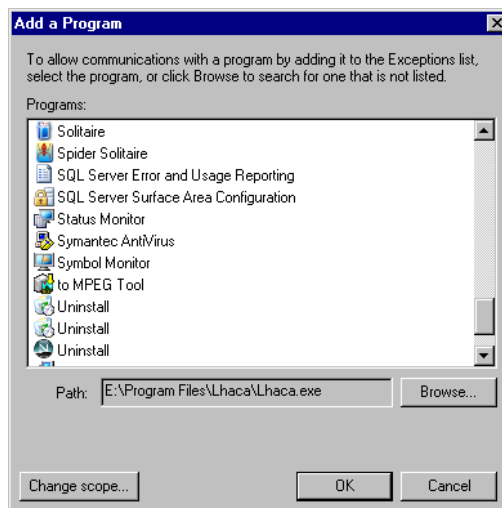 Add a Program
To allow communications with a program by adding it to the Exceptions list,
select the program, or click Browse to search for one that is not listed.
Programs:
Solitaire
Spider Solitaire
SQL Server Error and Usage Reporting
SQL Server Surface Area Configuration
Status Monitor
Symantec AntiVirus
Symbol Monitor
to MPEG Tool
Uninstall
Uninstall
Uninstall
Path: E:\Program Files\Lhaca\Lhaca.exe Browse...
Change scope... OK Cancel